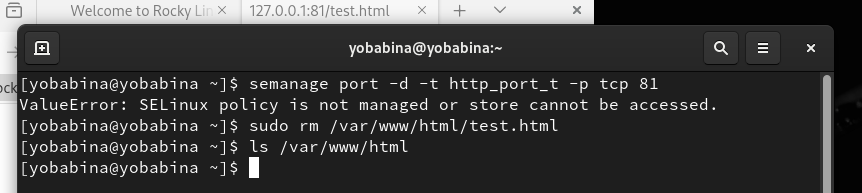 Welcome to Rocky Lin
127.0.0.1:81/test.html
yobabina@yobabina:~
[yobabina@yobabina ~]$ semanage port -d -t http_port_t -p tcp 81
ValueError: SELinux policy is not managed or store cannot be accessed.
[yobabina@yobabina ~]$ sudo rm /var/www/html/test.html
[yobabina@yobabina ~]$ ls /var/www/html
[yobabina@yobabina ~]$